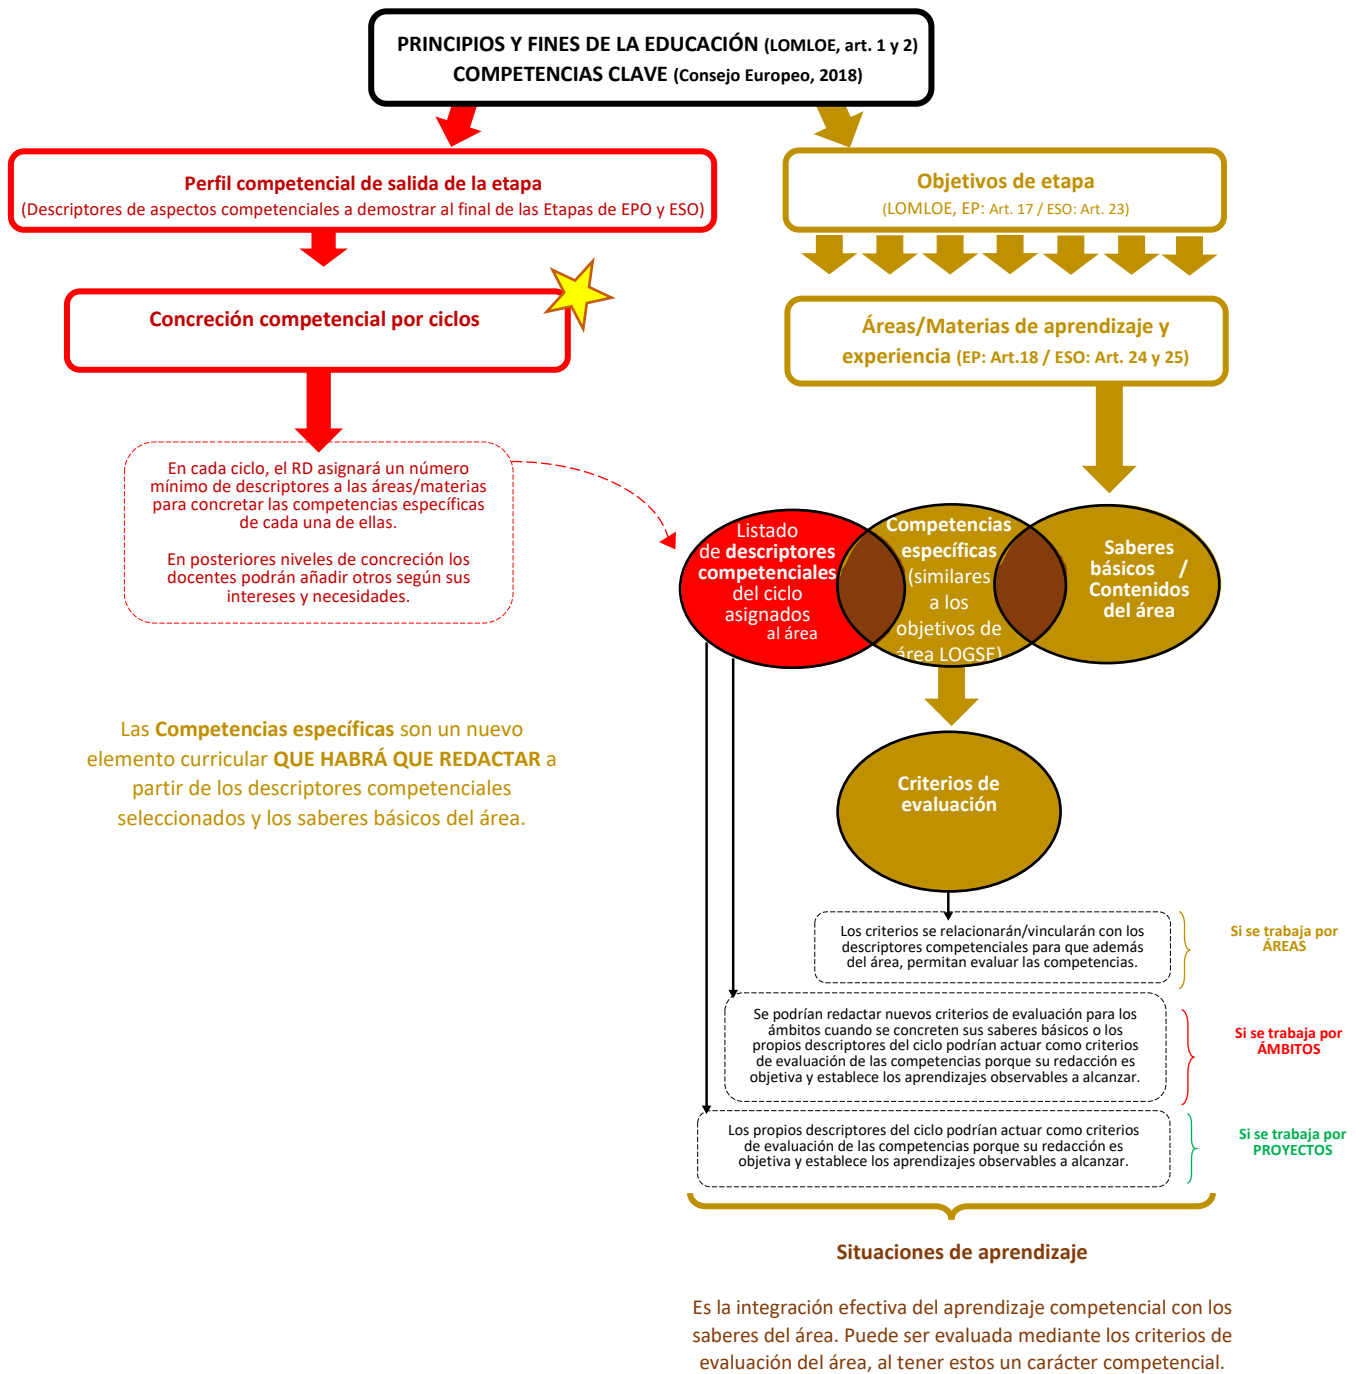 PRINCIPIOS Y FINES DE LA EDUCACIÓN (LOMLOE, art. 1 y 2)
COMPETENCIAS CLAVE (Consejo Europeo, 2018)
Perfil competencial de salida de la etapa
(Descriptores de aspectos competenciales a demostrar al final de las Etapas de EPO y ESO)
Objetivos de etapa
(LOMLOE, EP: Art. 17 / ESO: Art. 23)
Concreción competencial por ciclos
Áreas/Materias de aprendizaje y
experiencia (EP: Art.18 / ESO: Art. 24 y 25)
En cada ciclo, el RD asignará un número
mínimo de descriptores a las áreas/materias
para concretar las competencias específicas
de cada una de ellas.
En posteriores niveles de concreción los
docentes podrán añadir otros según sus
intereses y necesidades.
Listado
de descriptores
competenciales
del ciclo
asignados
al área
Competencias
específicas
(similares
a los
objetivos de
área LOGSE)
Saberes
básicos /
Contenidos
del área
Las Competencias específicas son un nuevo
elemento curricular QUE HABRÁ QUE REDACTAR a
partir de los descriptores competenciales
seleccionados y los saberes básicos del área.
Criterios de
evaluación
Los criterios se relacionarán/vincularán con los
descriptores competenciales para que además
del área, permitan evaluar las competencias.
Si se trabaja por
ÁREAS
Se podrían redactar nuevos criterios de evaluación para los
ámbitos cuando se concreten sus saberes básicos o los
propios descriptores del ciclo podrían actuar como criterios
de evaluación de las competencias porque su redacción es
objetiva y establece los aprendizajes observables a alcanzar.
Si se trabaja por
ÁMBITOS
Los propios descriptores del ciclo podrían actuar como criterios
de evaluación de las competencias porque su redacción es
objetiva y establece los aprendizajes observables a alcanzar.
Si se trabaja por
PROYECTOS
Situaciones de aprendizaje
Es la integración efectiva del aprendizaje competencial con los
saberes del área. Puede ser evaluada mediante los criterios de
evaluación del área, al tener estos un carácter competencial.